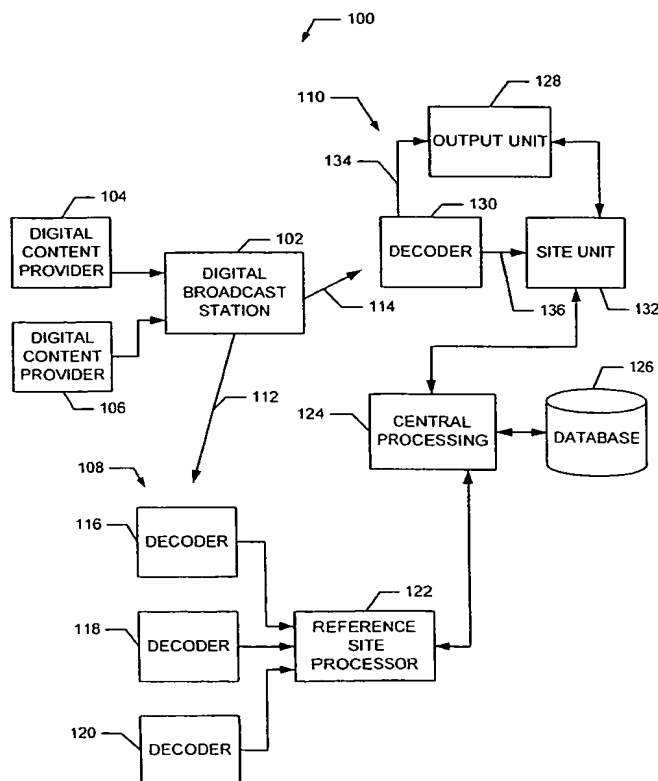 100
110
128
OUTPUT UNIT
134
104
DIGITAL
CONTENT
PROVIDER
102
DIGITAL
BROADCAST
STATION
130
DECODER
SITE UNIT
114
136
132
DIGITAL
CONTENT
PROVIDER
106
112
124
CENTRAL
PROCESSING
126
DATABASE
108
116
DECODER
118
DECODER
122
REFERENCE
SITE
PROCESSOR
120
DECODER